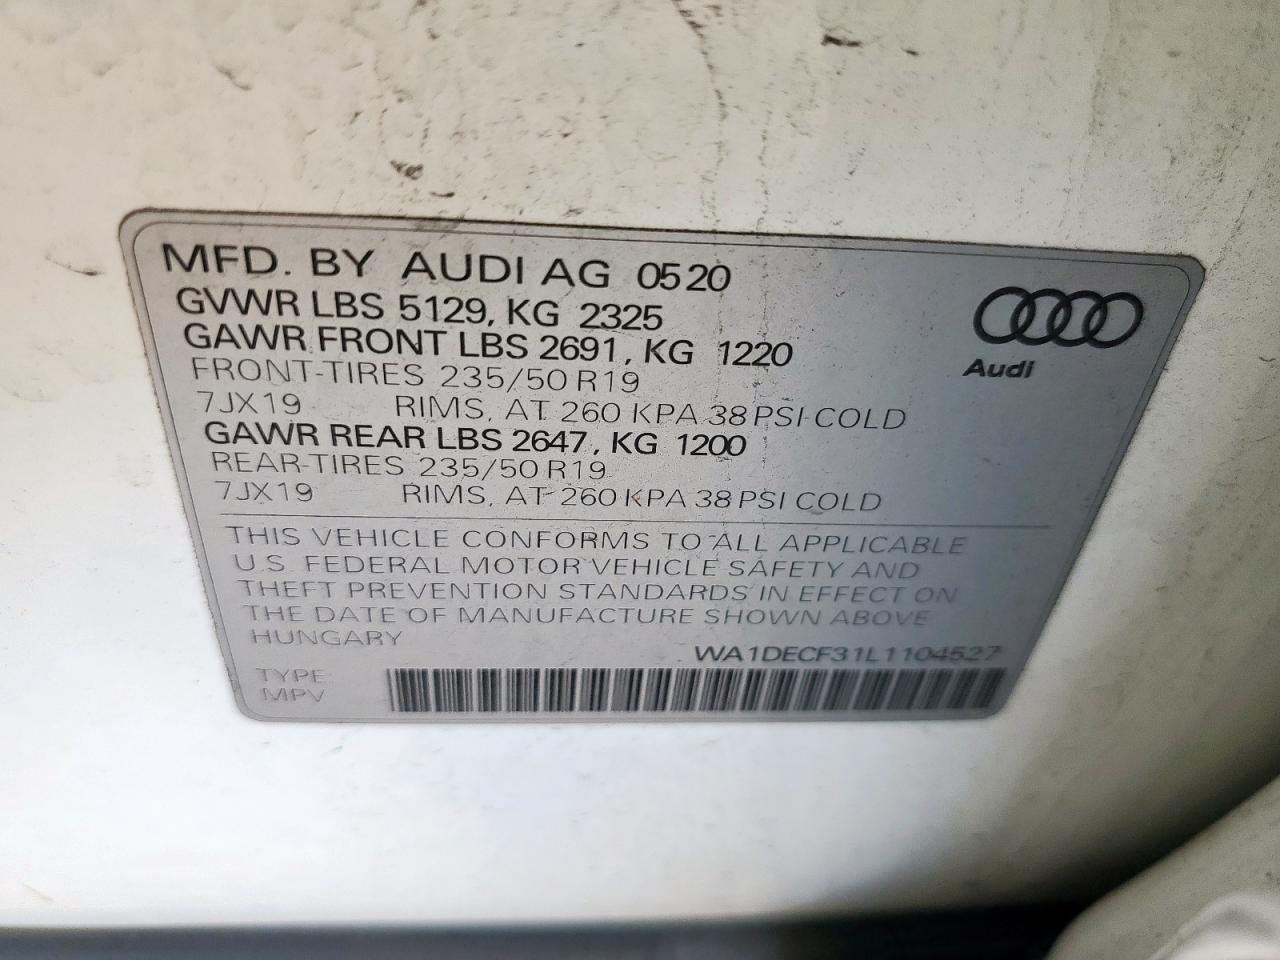 MFD. BY AUDI AG 0520
GVWR LBS 5129, KG 2325
GAWR FRONT LBS 2691, KG 1220
FRONT-TIRES 235/50 R19
7JX19 RIMS, AT 260 KPA 38 PSI COLD
GAWR REAR LBS 2647, KG 1200
REAR-TIRES 235/50 R19
7JX19 RIMS, AT 260 KPA 38 PSI COLD
Audi
THIS VEHICLE CONFORMS TO ALL APPLICABLE
U.S. FEDERAL MOTOR VEHICLE SAFETY AND
THEFT PREVENTION STANDARDS IN EFFECT ON
THE DATE OF MANUFACTURE SHOWN ABOVE
HUNGARY
WA1DECF31L1104527
TYPE
MPV